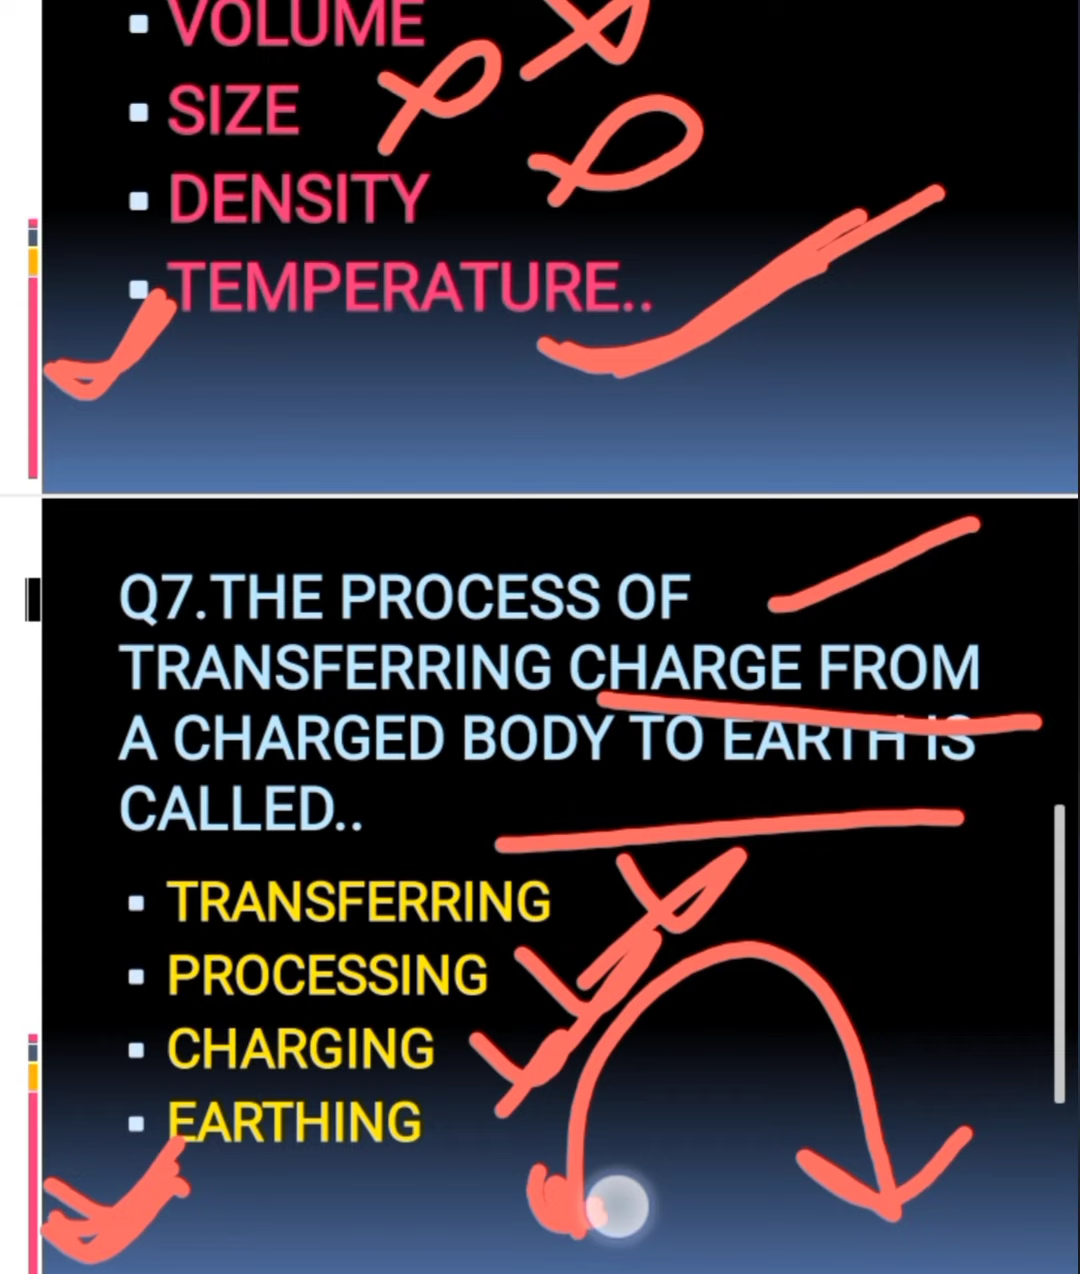 VOLUME
SIZE
DENSITY
TEMPERATURE..
Q7.THE PROCESS OF
TRANSFERRING CHARGE FROM
A CHARGED BODY TO EARTH IS
CALLED..
TRANSFERRING
PROCESSING
CHARGING
EARTHING